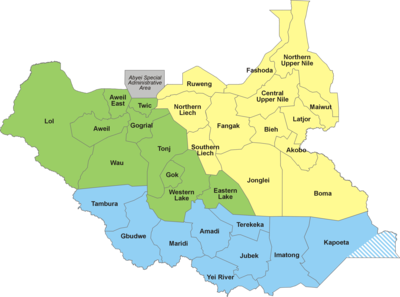 Northern
Upper Nile
Fashoda
Abyei Special
Administrative
Area
Ruweng
Central
Upper Nile
Maiwut
Aweil
East
Twic
Northern
Liech
Latjor
Lol
Aweil
Gogrial
Fangak
Bieh
Akobo
Tonj
Southern
Liech
Wau
Gok
Jonglei
Boma
Western
Lake
Eastern
Lake
Tambura
Gbudwe
Maridi
Amadi
Terekeka
Kapoeta
Jubek
Imatong
Yei River